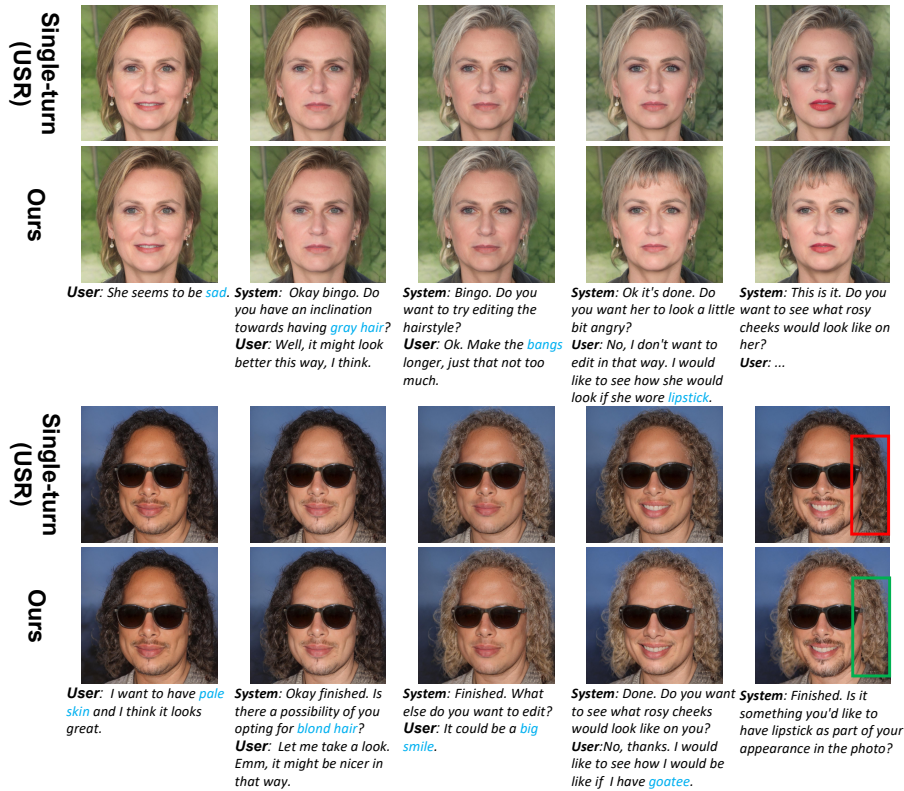 Single-turn
(USR)
Ours
User: She seems to be sad.
System: Okay bingo. Do
you have an inclination
towards having gray hair?
User: Well, it might look
better this way, I think.
System: Bingo. Do you
want to try editing the
hairstyle?
User: Ok. Make the bangs
longer, just that not too
much.
System: Ok it's done. Do
you want her to look a little
bit angry?
User: No, I don't want to
edit in that way. I would
like to see how she would
look if she wore lipstick.
System: This is it. Do you
want to see what rosy
cheeks would look like on
her?
User: ...
Single-turn
(USR)
Ours
User: I want to have pale
skin and I think it looks
great.
System: Okay finished. Is
there a possibility of you
opting for blond hair?
User: Let me take a look.
Emm, it might be nicer in
that way.
System: Finished. What
else do you want to edit?
User: It could be a big
smile.
System: Done. Do you want
to see what rosy cheeks
would look like on you?
User:No, thanks. I would
like to see how I would be
like if I have goatee.
System: Finished. Is it
something you'd like to
have lipstick as part of your
appearance in the photo?